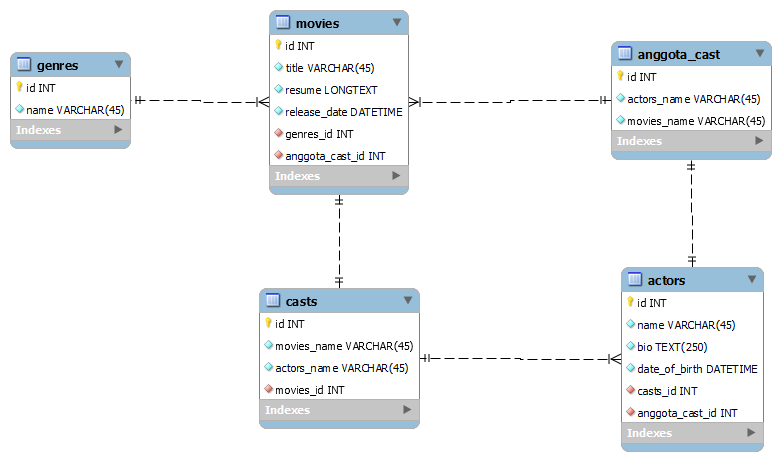 genres
id INT
name VARCHAR(45)
Indexes
movies
id INT
title VARCHAR(45)
resume LONGTEXT
release_date DATETIME
genres_id INT
anggota_cast_id INT
Indexes
anggota_cast
id INT
actors_name VARCHAR(45)
movies_name VARCHAR(45)
Indexes
casts
id INT
movies_name VARCHAR(45)
actors_name VARCHAR(45)
movies_id INT
Indexes
actors
id INT
name VARCHAR(45)
bio TEXT(250)
date_of_birth DATETIME
casts_id INT
anggota_cast_id INT
Indexes